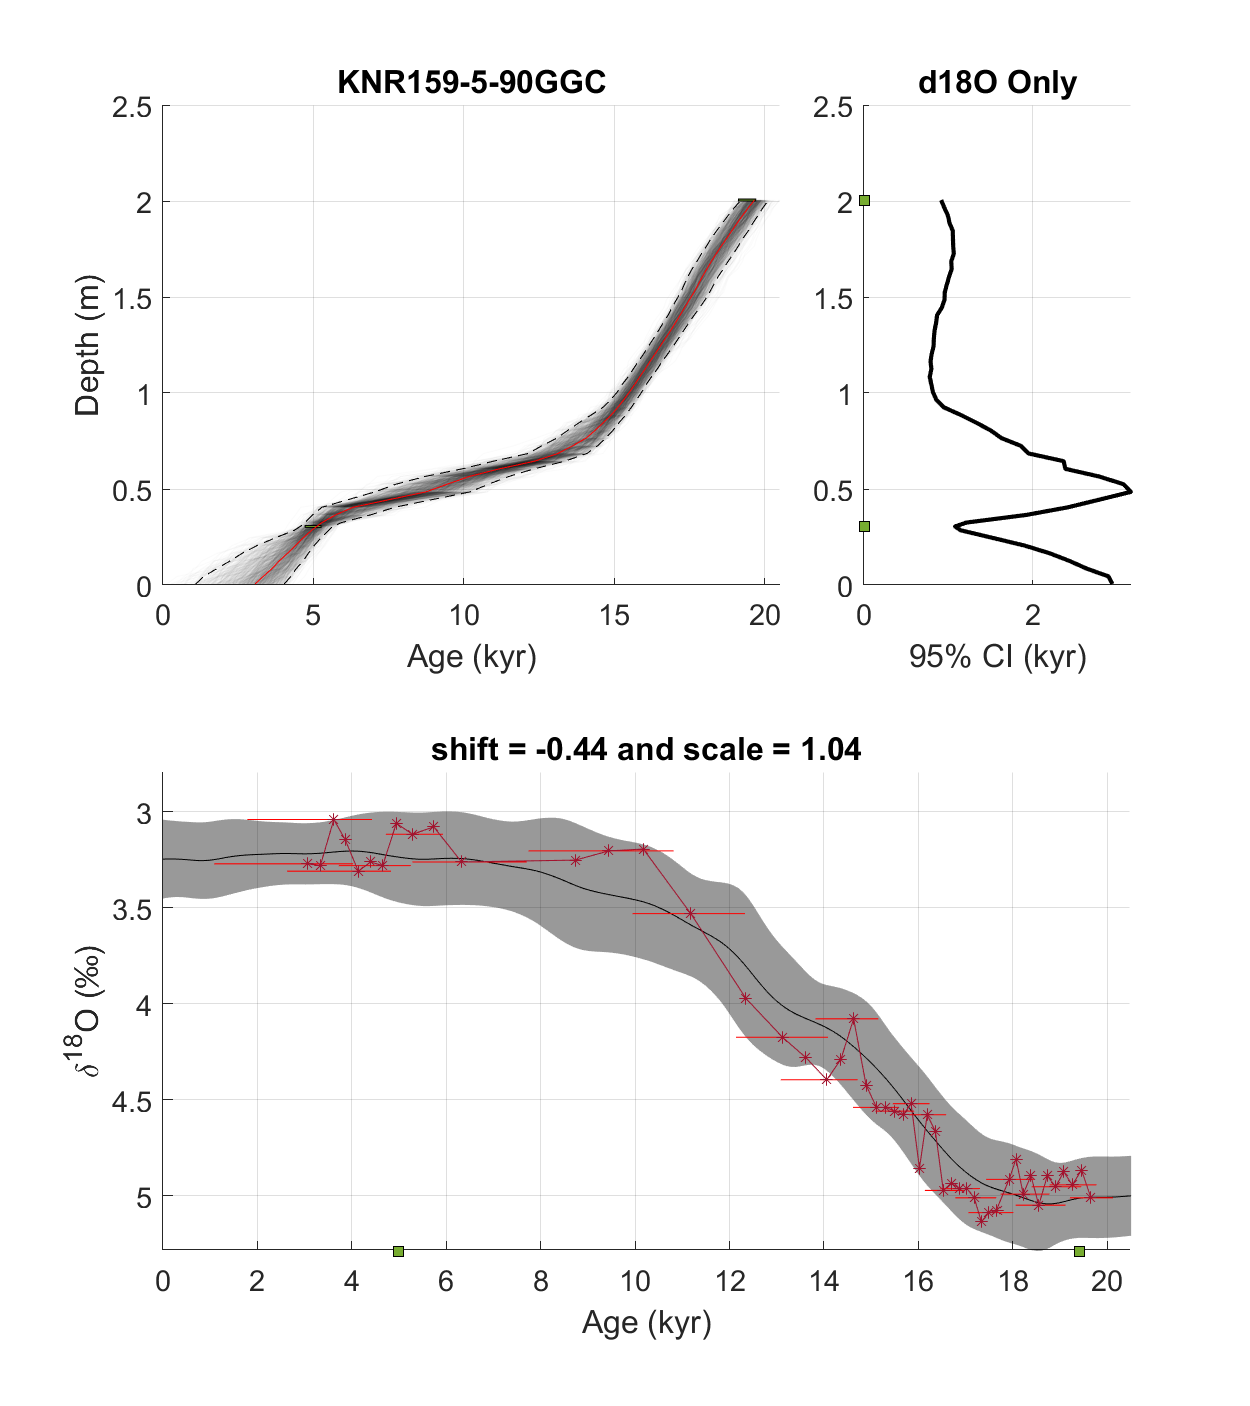 KNR159-5-90GGC
2.5
2
1.5
1
0.5
0
Depth (m)
0 5 10 15 20
Age (kyr)
d18O Only
2.5
2
1.5
1
0.5
0
0 2
95% CI (kyr)
shift = -0.44 and scale = 1.04
3
3.5
4
4.5
5
δ¹⁸O (‰)
0 2 4 6 8 10 12 14 16 18 20
Age (kyr)